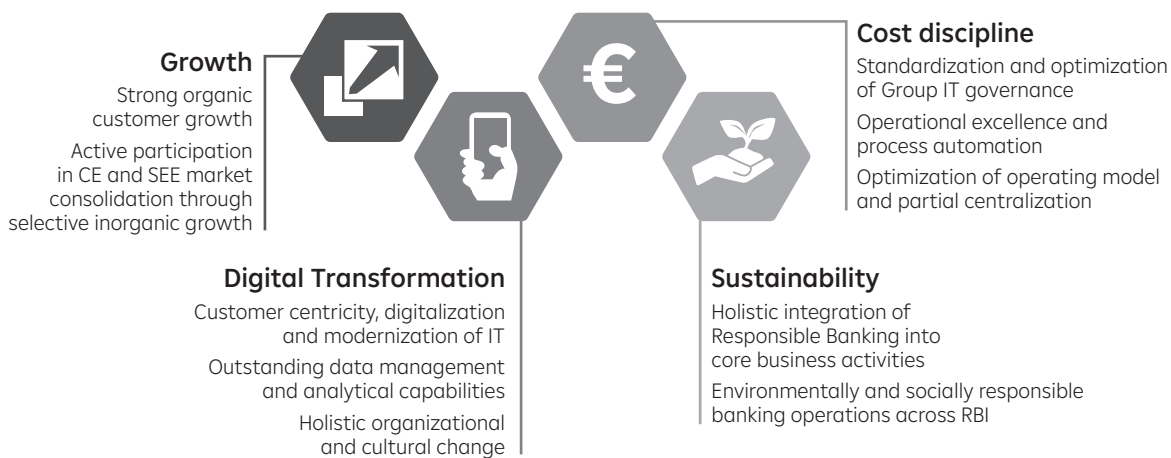 Growth
Strong organic
customer growth
Active participation
in CE and SEE market
consolidation through
selective inorganic growth
€
Cost discipline
Standardization and optimization
of Group IT governance
Operational excellence and
process automation
Optimization of operating model
and partial centralization
Digital Transformation
Customer centricity, digitalization
and modernization of IT
Outstanding data management
and analytical capabilities
Holistic organizational
and cultural change
Sustainability
Holistic integration of
Responsible Banking into
core business activities
Environmentally and socially responsible
banking operations across RBI